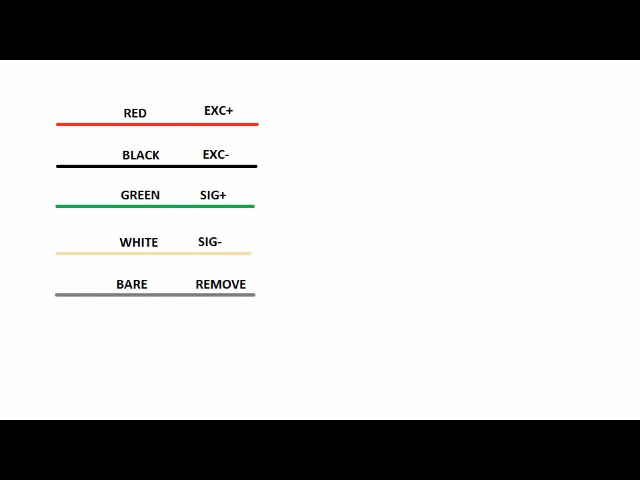 RED EXC+
BLACK EXC-
GREEN SIG+
WHITE SIG-
BARE REMOVE